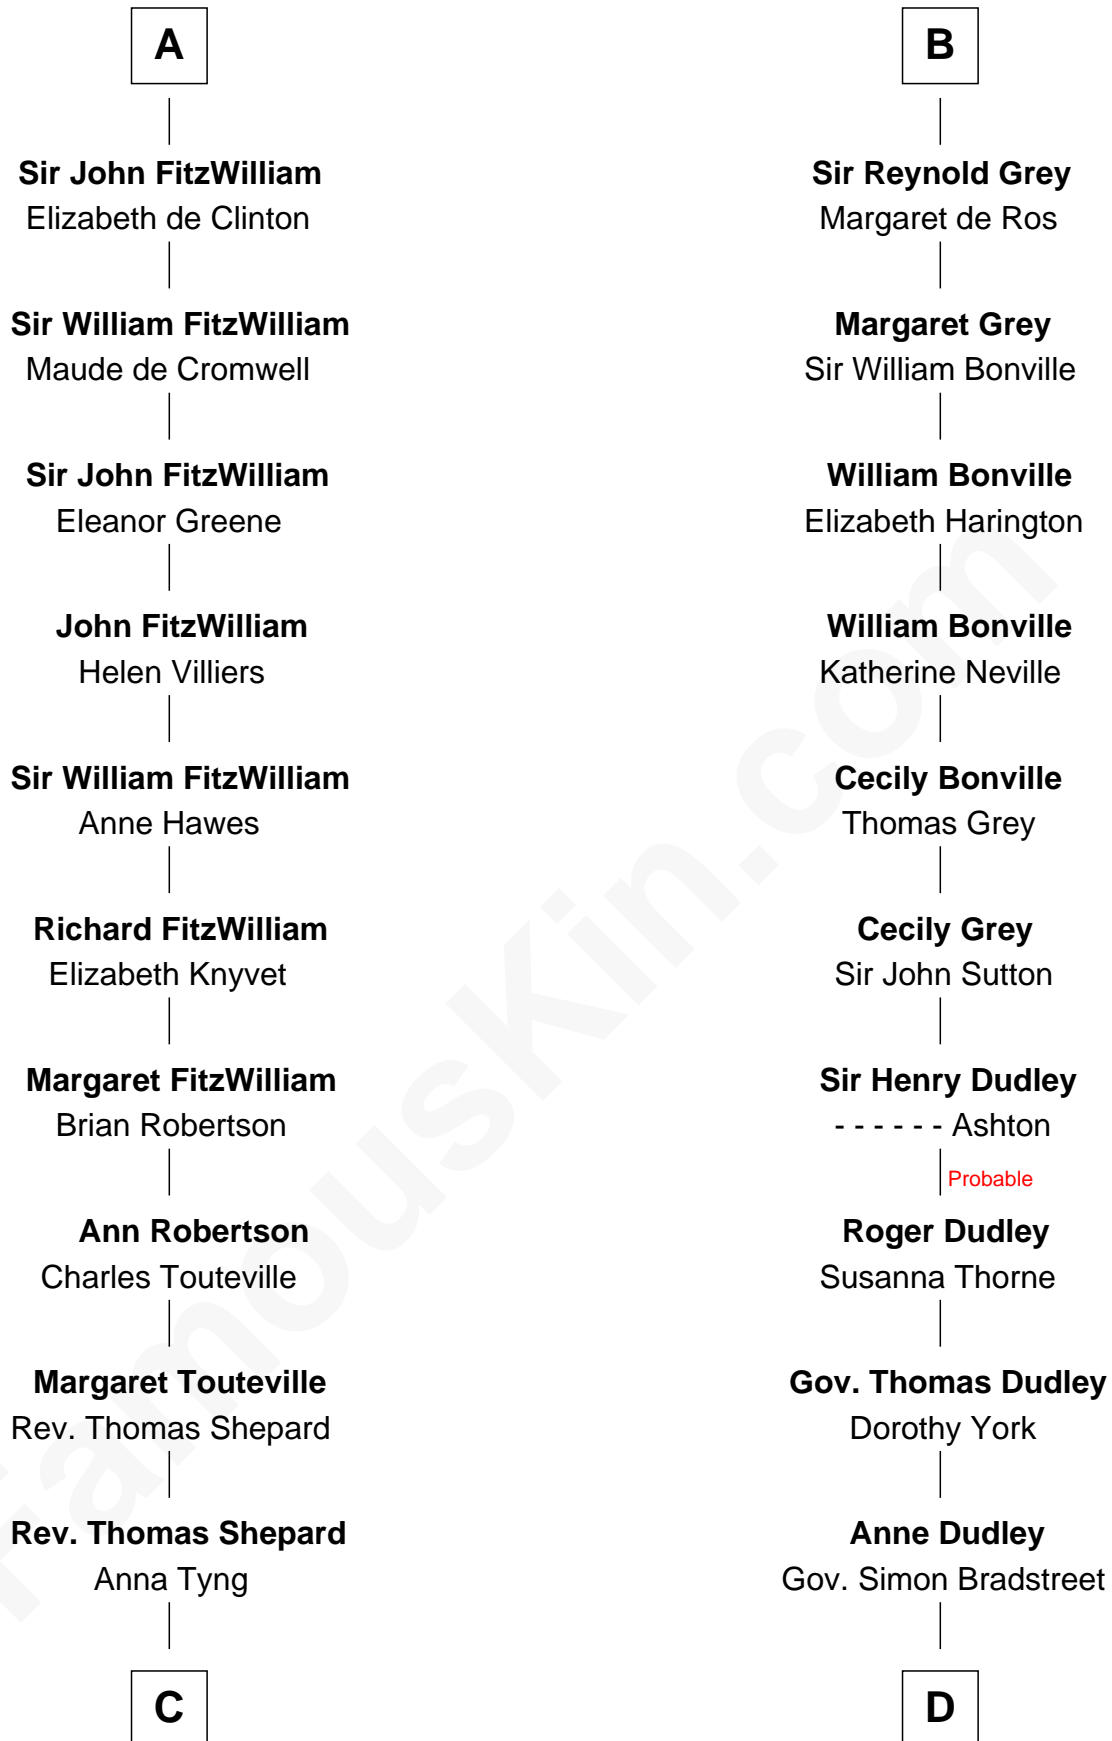 A
Sir John FitzWilliam
Elizabeth de Clinton
Sir William FitzWilliam
Maude de Cromwell
Sir John FitzWilliam
Eleanor Greene
John FitzWilliam
Helen Villiers
Sir William FitzWilliam
Anne Hawes
Richard FitzWilliam
Elizabeth Knyvet
Margaret FitzWilliam
Brian Robertson
Ann Robertson
Charles Touteville
Margaret Touteville
Rev. Thomas Shepard
Rev. Thomas Shepard
Anna Tyng
C
B
Sir Reynold Grey
Margaret de Ros
Margaret Grey
Sir William Bonville
William Bonville
Elizabeth Harington
William Bonville
Katherine Neville
Cecily Bonville
Thomas Grey
Cecily Grey
Sir John Sutton
Sir Henry Dudley
- - - - - - Ashton
Probable
Roger Dudley
Susanna Thorne
Gov. Thomas Dudley
Dorothy York
Anne Dudley
Gov. Simon Bradstreet
D
FamousKin.com